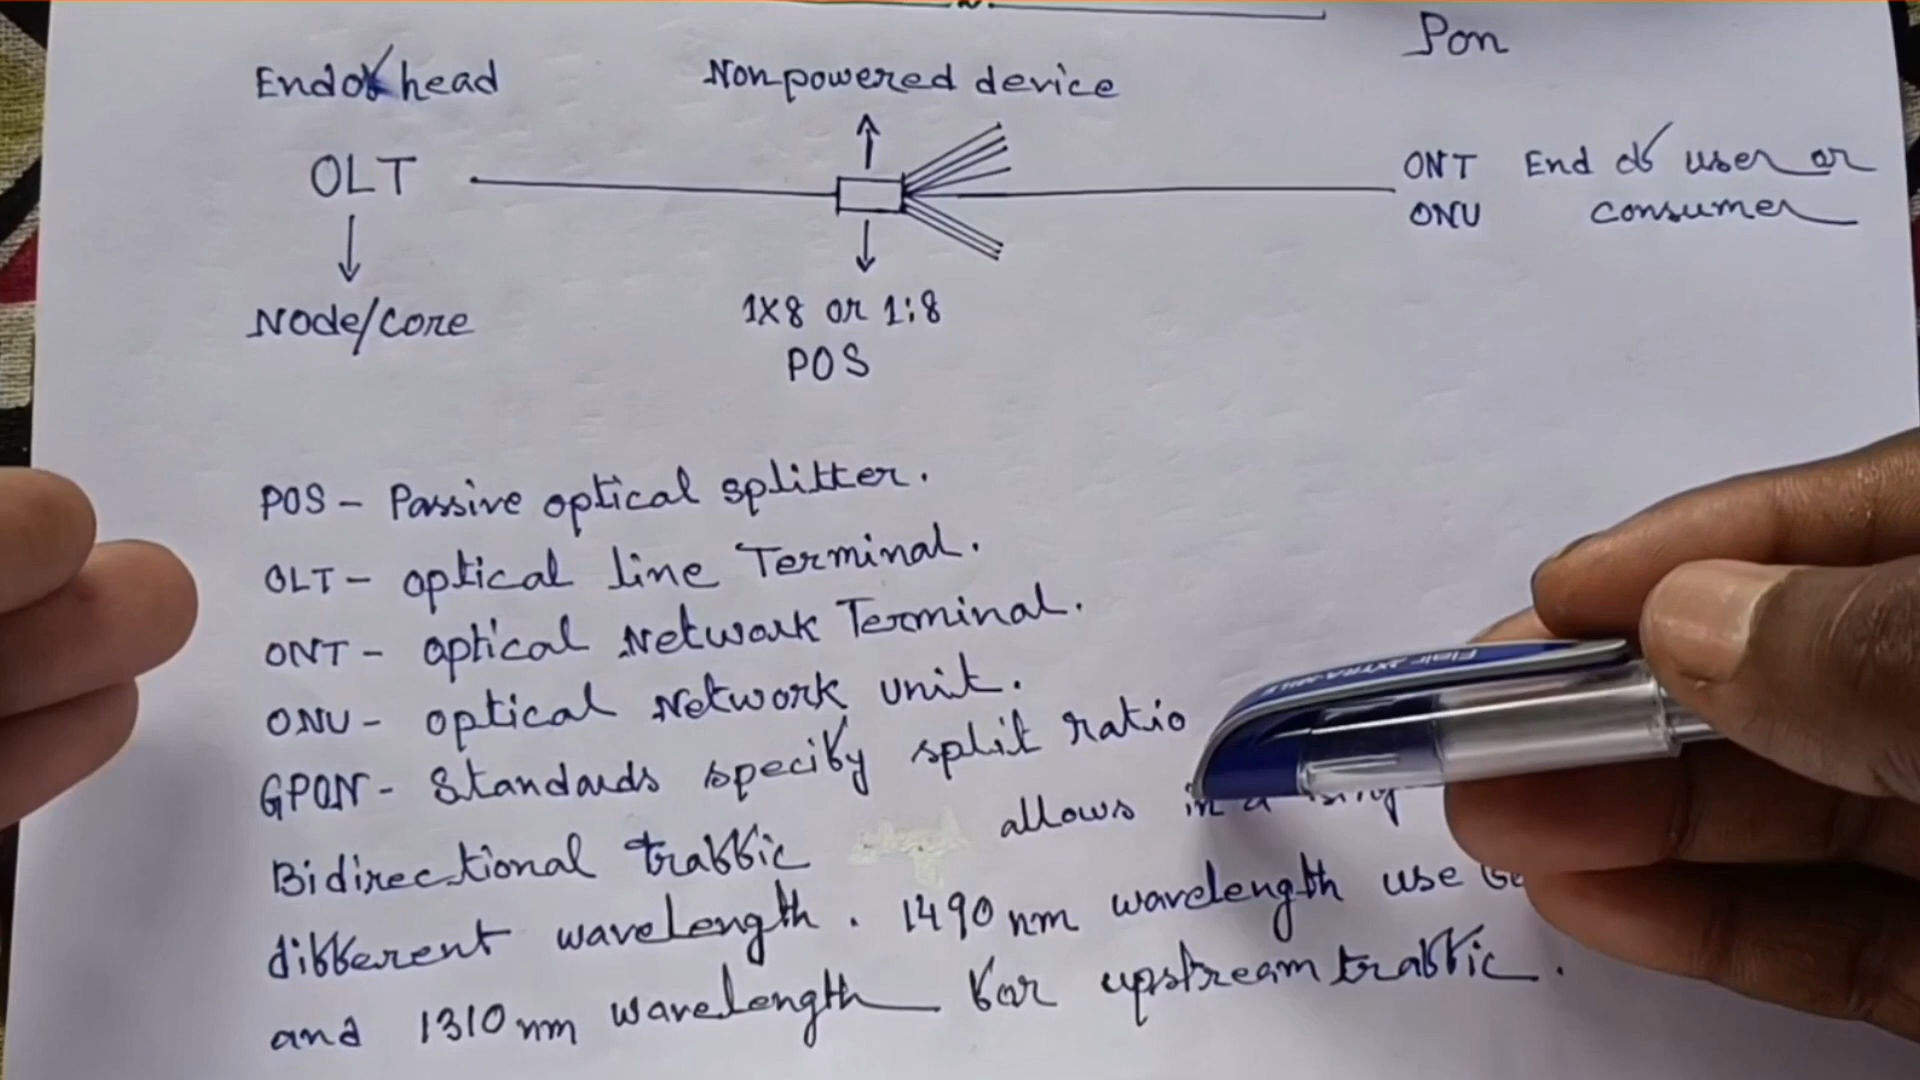 Pon
End of head
Non powered device
OLT
ONT End of user or
ONU consumer
Node/core
1X8 or 1:8
POS
POS - Passive optical splitter.
OLT - optical line Terminal.
ONT - optical Network Terminal.
ONU - optical Network unit.
GPON - Standards specify split ratio
Bidirectional traffic allows in a
different wavelength. 1490 nm wavelength use
and 1310 nm wavelength for upstream traffic.
Flair